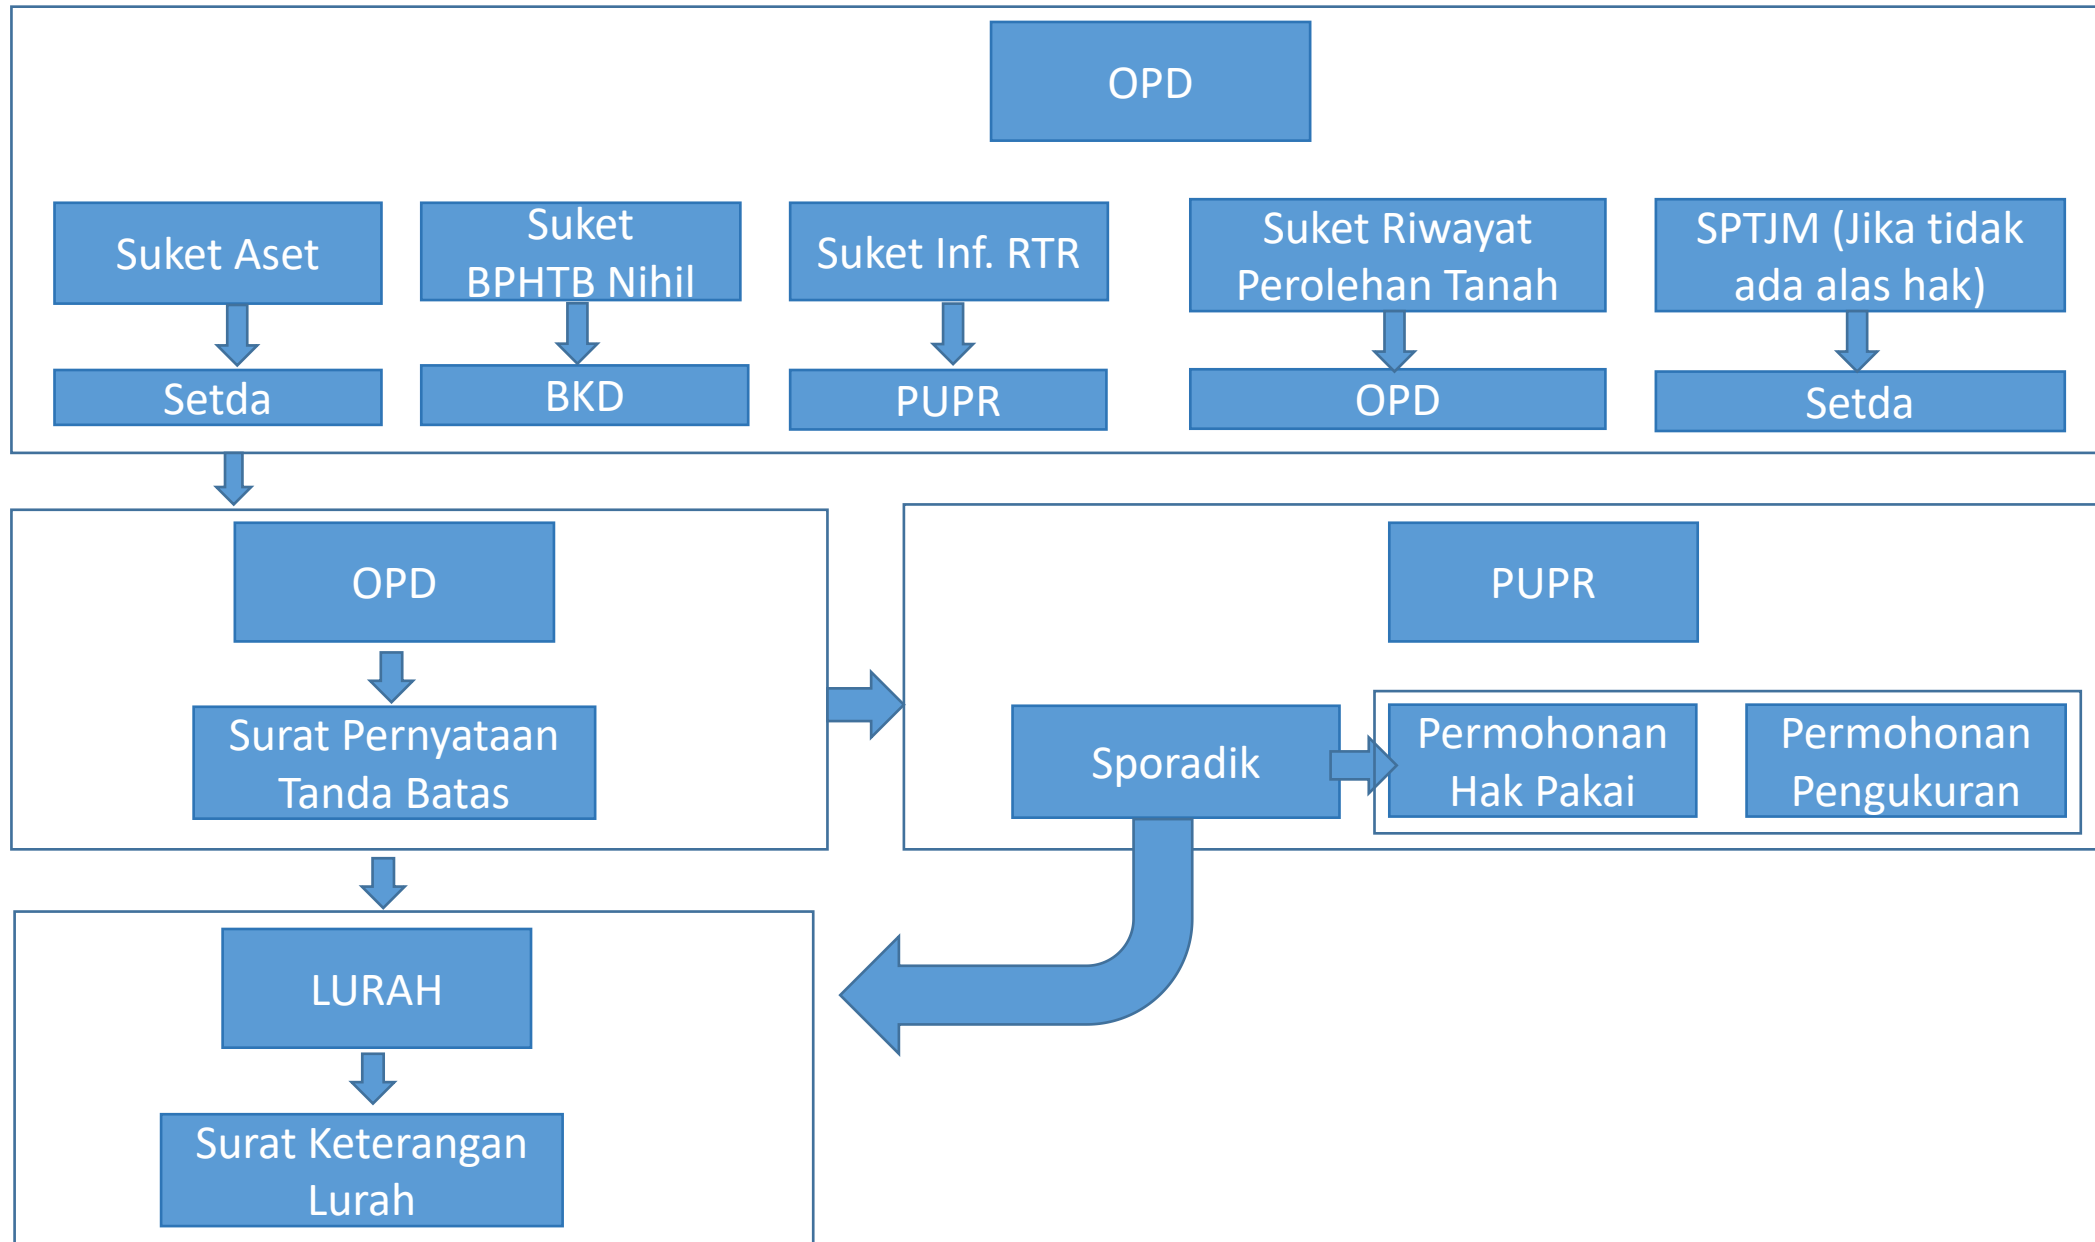 OPD
Suket Aset
Suket
BPHTB Nihil
Suket Inf. RTR
Suket Riwayat
Perolehan Tanah
SPTJM (Jika tidak
ada alas hak)
Setda
BKD
PUPR
OPD
Setda
OPD
Surat Pernyataan
Tanda Batas
PUPR
Sporadik
Permohonan
Hak Pakai
Permohonan
Pengukuran
LURAH
Surat Keterangan
Lurah